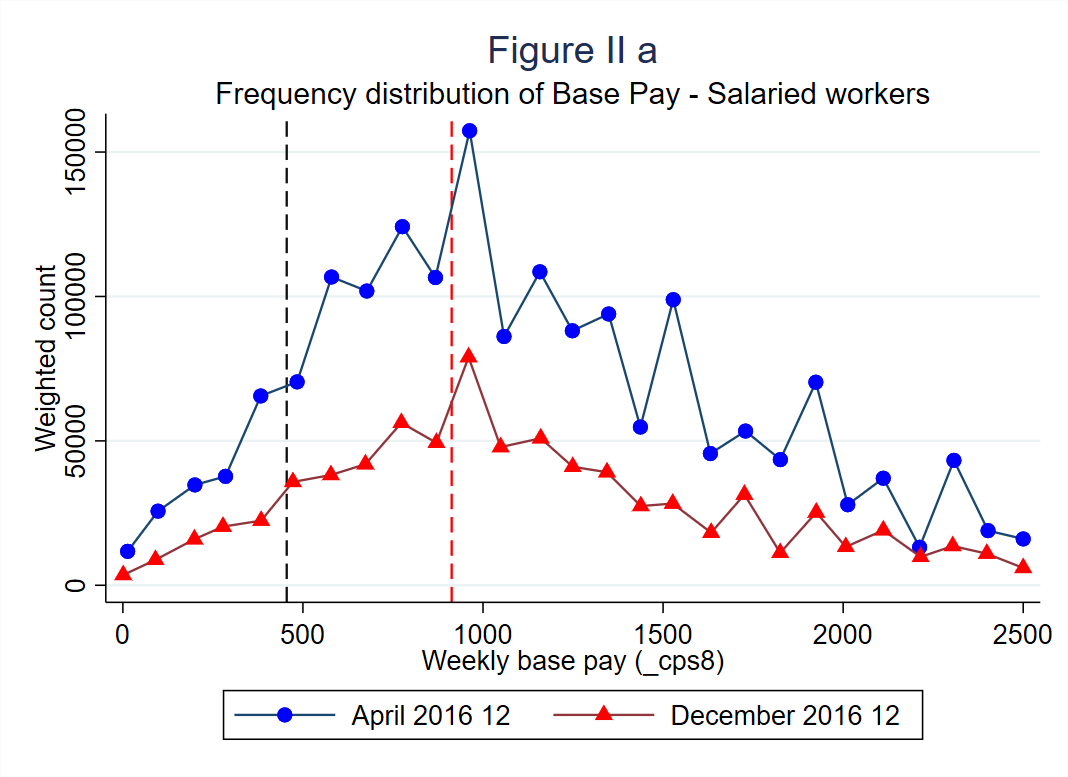 Figure II a
Frequency distribution of Base Pay - Salaried workers
Weighted count
150000
100000
50000
0
0 500 1000 1500 2000 2500
Weekly base pay (_cps8)
April 2016 12 December 2016 12